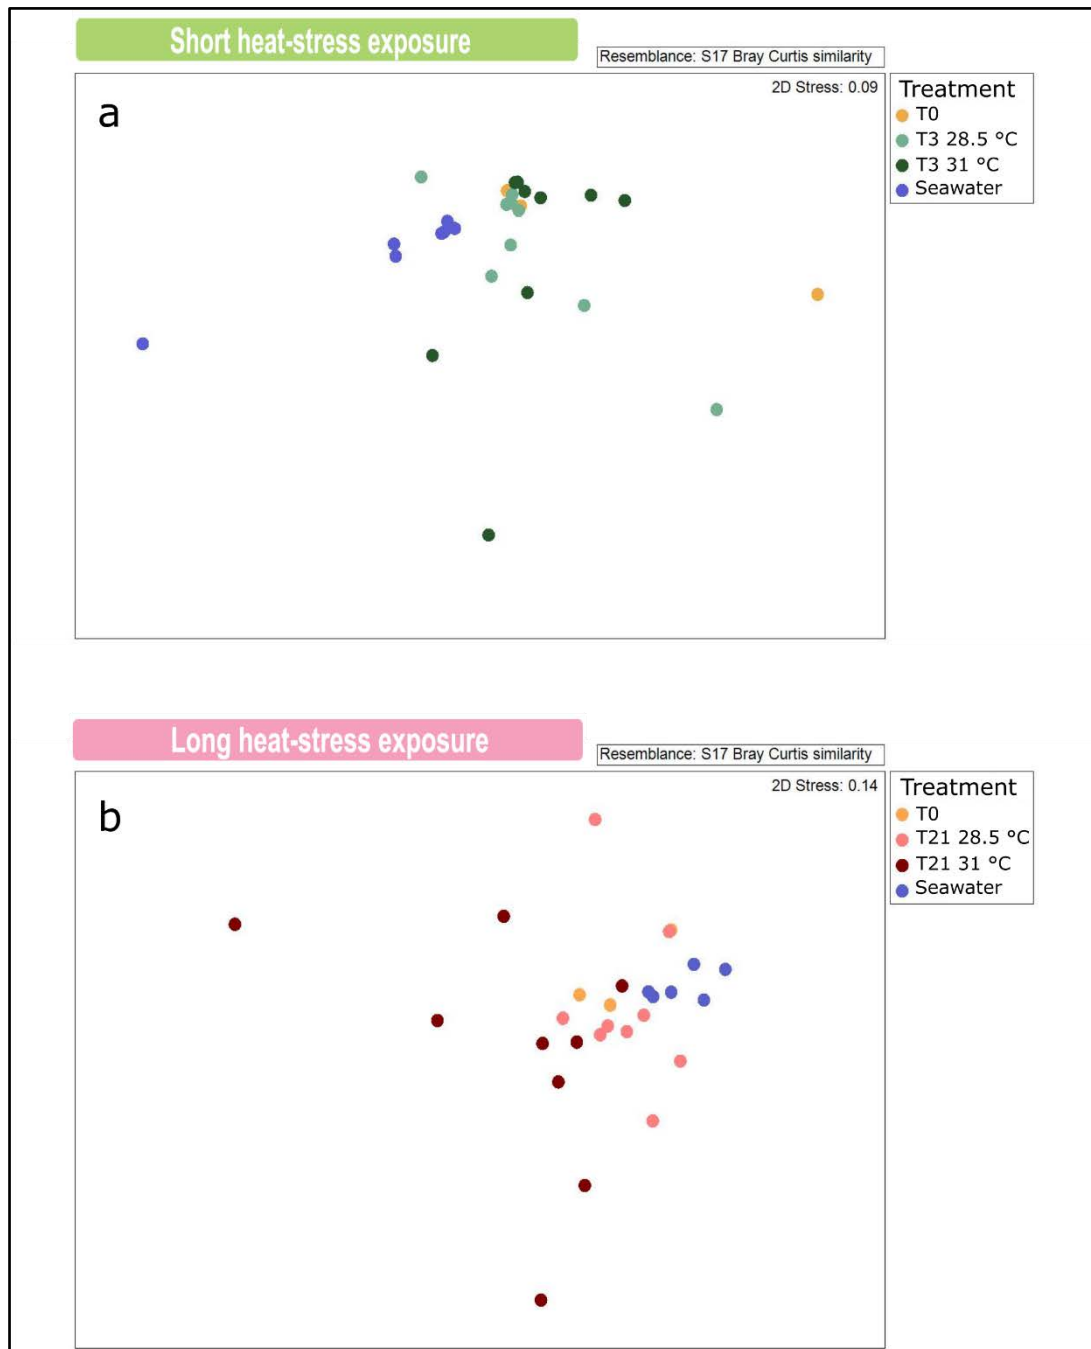 Short heat-stress exposure
Resemblance: S17 Bray Curtis similarity
2D Stress: 0.09
a
Treatment
T0
T3 28.5 °C
T3 31 °C
Seawater
Long heat-stress exposure
Resemblance: S17 Bray Curtis similarity
2D Stress: 0.14
b
Treatment
T0
T21 28.5 °C
T21 31 °C
Seawater